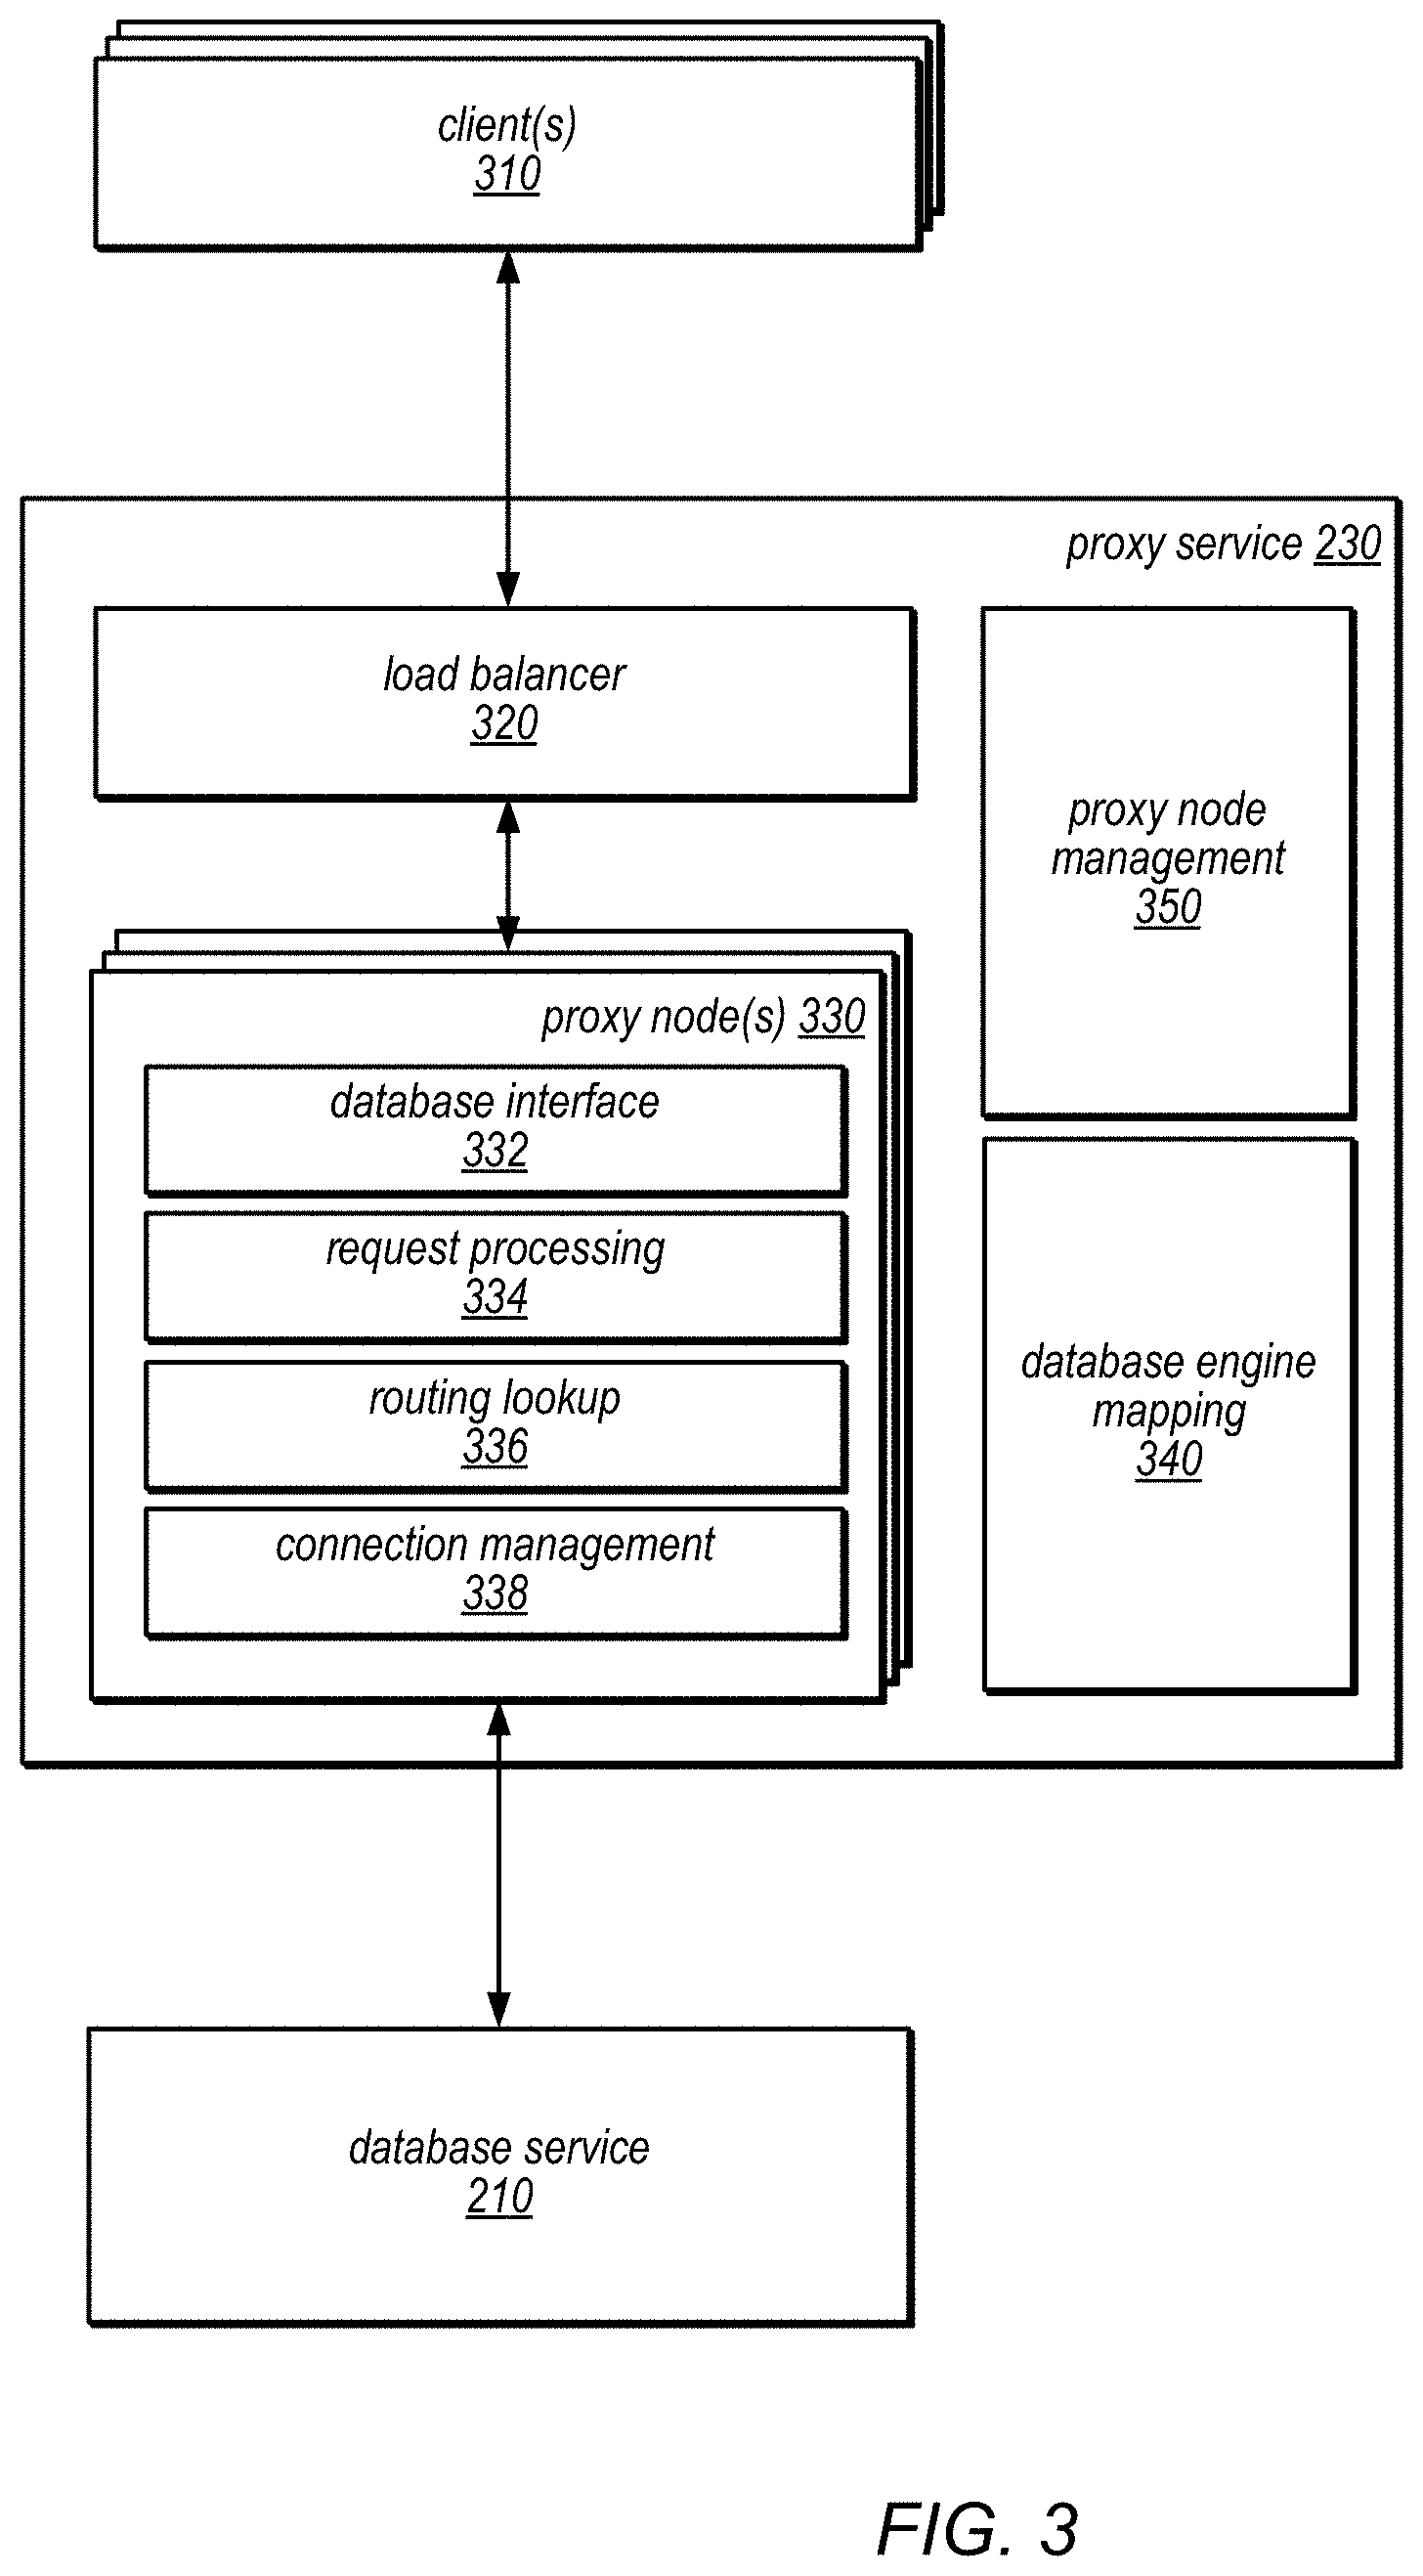 client(s)
310
proxy service 230
load balancer
320
proxy node
management
350
proxy node(s) 330
database interface
332
request processing
334
routing lookup
336
connection management
338
database engine
mapping
340
database service
210
FIG. 3